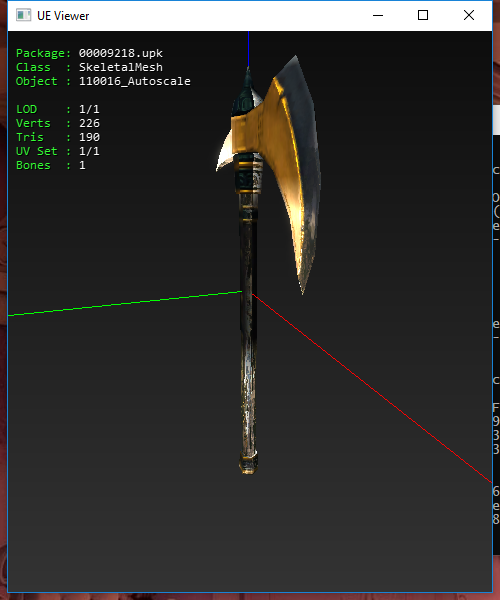 UE Viewer
Package: 00009218.upk
Class  : SkeletalMesh
Object : 110016_Autoscale
LOD    : 1/1
Verts  : 226
Tris   : 190
UV Set : 1/1
Bones  : 1